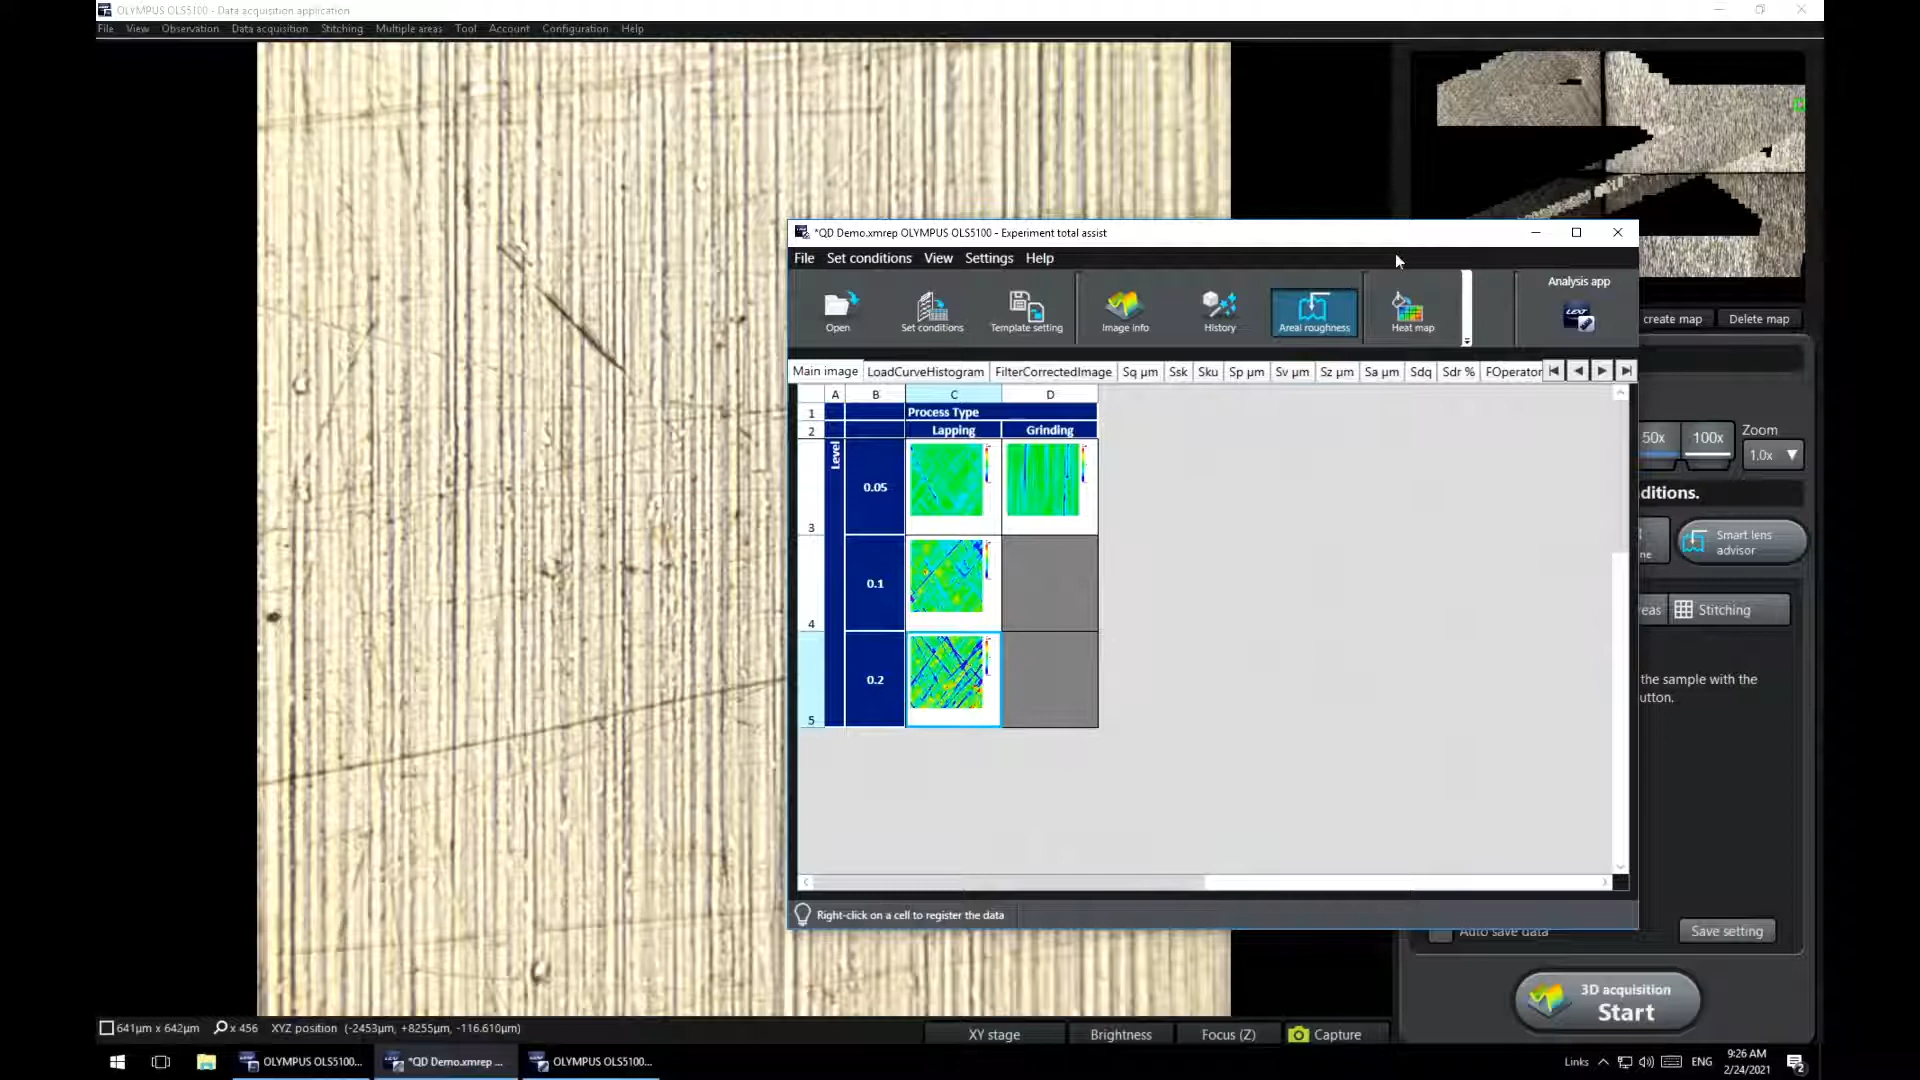 OLYMPUS OLS5100 - Data acquisition application
File View Observation Data acquisition Stitching Multiple areas Tool Account Configuration Help
*QD Demo.xmrep OLYMPUS OLS5100 - Experiment total assist
File Set conditions View Settings Help
Analysis app
LEXT
Open Set conditions Template setting Image info History Areal roughness Heat map
create map Delete map
Main image LoadCurveHistogram FilterCorrectedImage Sq µm Ssk Sku Sp µm Sv µm Sz µm Sa µm Sdq Sdr % FOperator
A B C D
1 Process Type
2 Lapping Grinding
Level
0.05
3
0.1
4
0.2
5
50x 100x Zoom
1.0x
ditions.
ne
Smart lens
advisor
eas Stitching
the sample with the
utton.
Right-click on a cell to register the data
Auto save data Save setting
3D acquisition
Start
641µm x 642µm x 456 XYZ position (-2453µm, +8255µm, -116.610µm)
XY stage Brightness Focus (Z) Capture
OLYMPUS OLS5100... *QD Demo.xmrep ... OLYMPUS OLS5100...
Links ENG 9:26 AM
2/24/2021
2